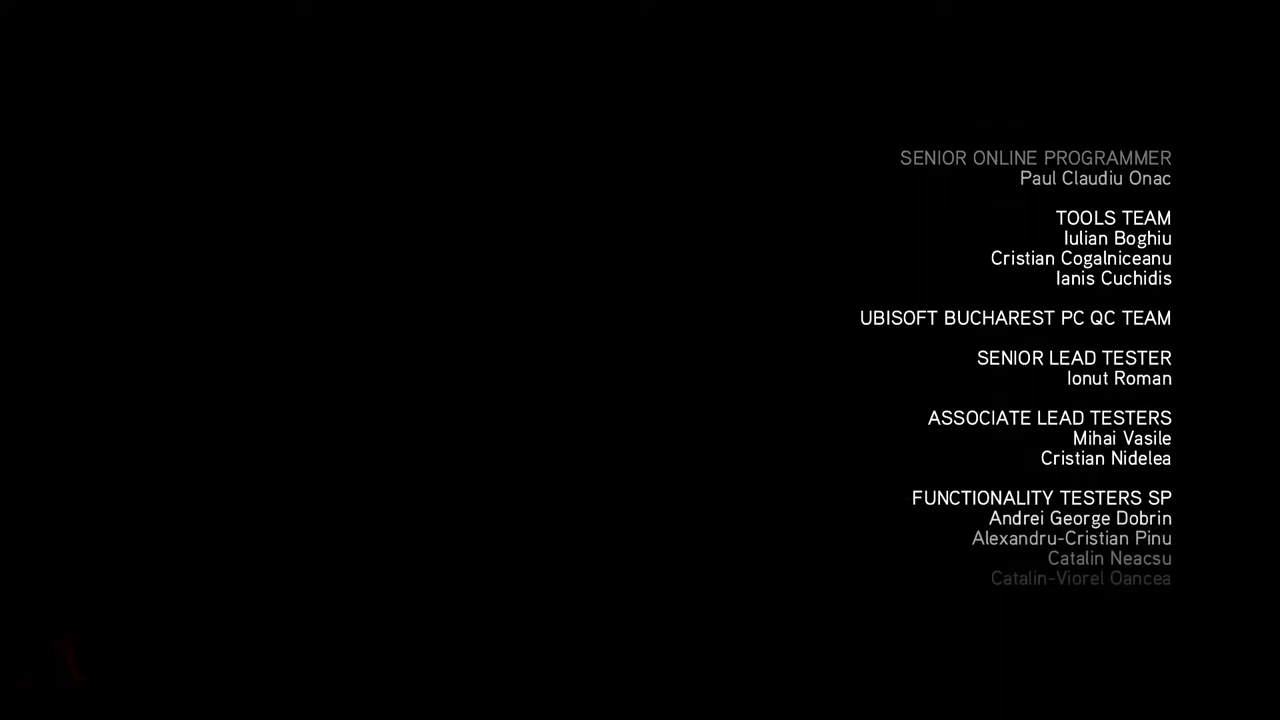 SENIOR ONLINE PROGRAMMER
Paul Claudiu Onac
TOOLS TEAM
Iulian Boghiu
Cristian Cogalniceanu
Ianis Cuchidis
UBISOFT BUCHAREST PC QC TEAM
SENIOR LEAD TESTER
Ionut Roman
ASSOCIATE LEAD TESTERS
Mihai Vasile
Cristian Nidelea
FUNCTIONALITY TESTERS SP
Andrei George Dobrin
Alexandru-Cristian Pinu
Catalin Neacsu
Catalin-Viorel Oancea